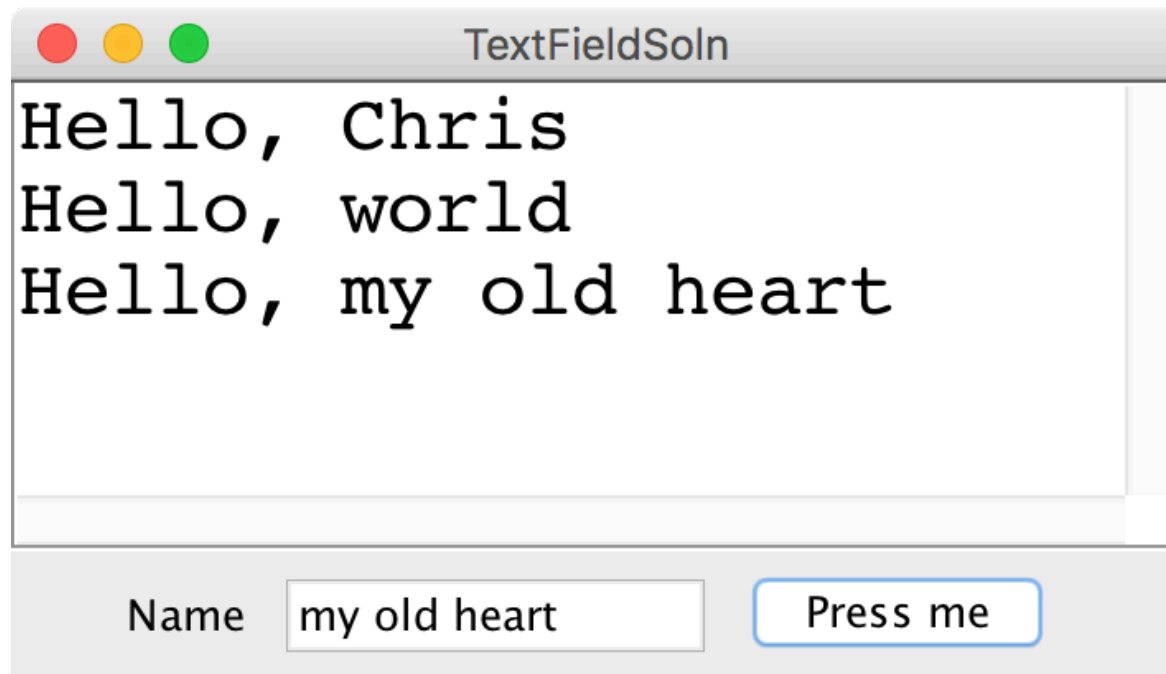 TextFieldSoln
Hello, Chris
Hello, world
Hello, my old heart
Name my old heart Press me